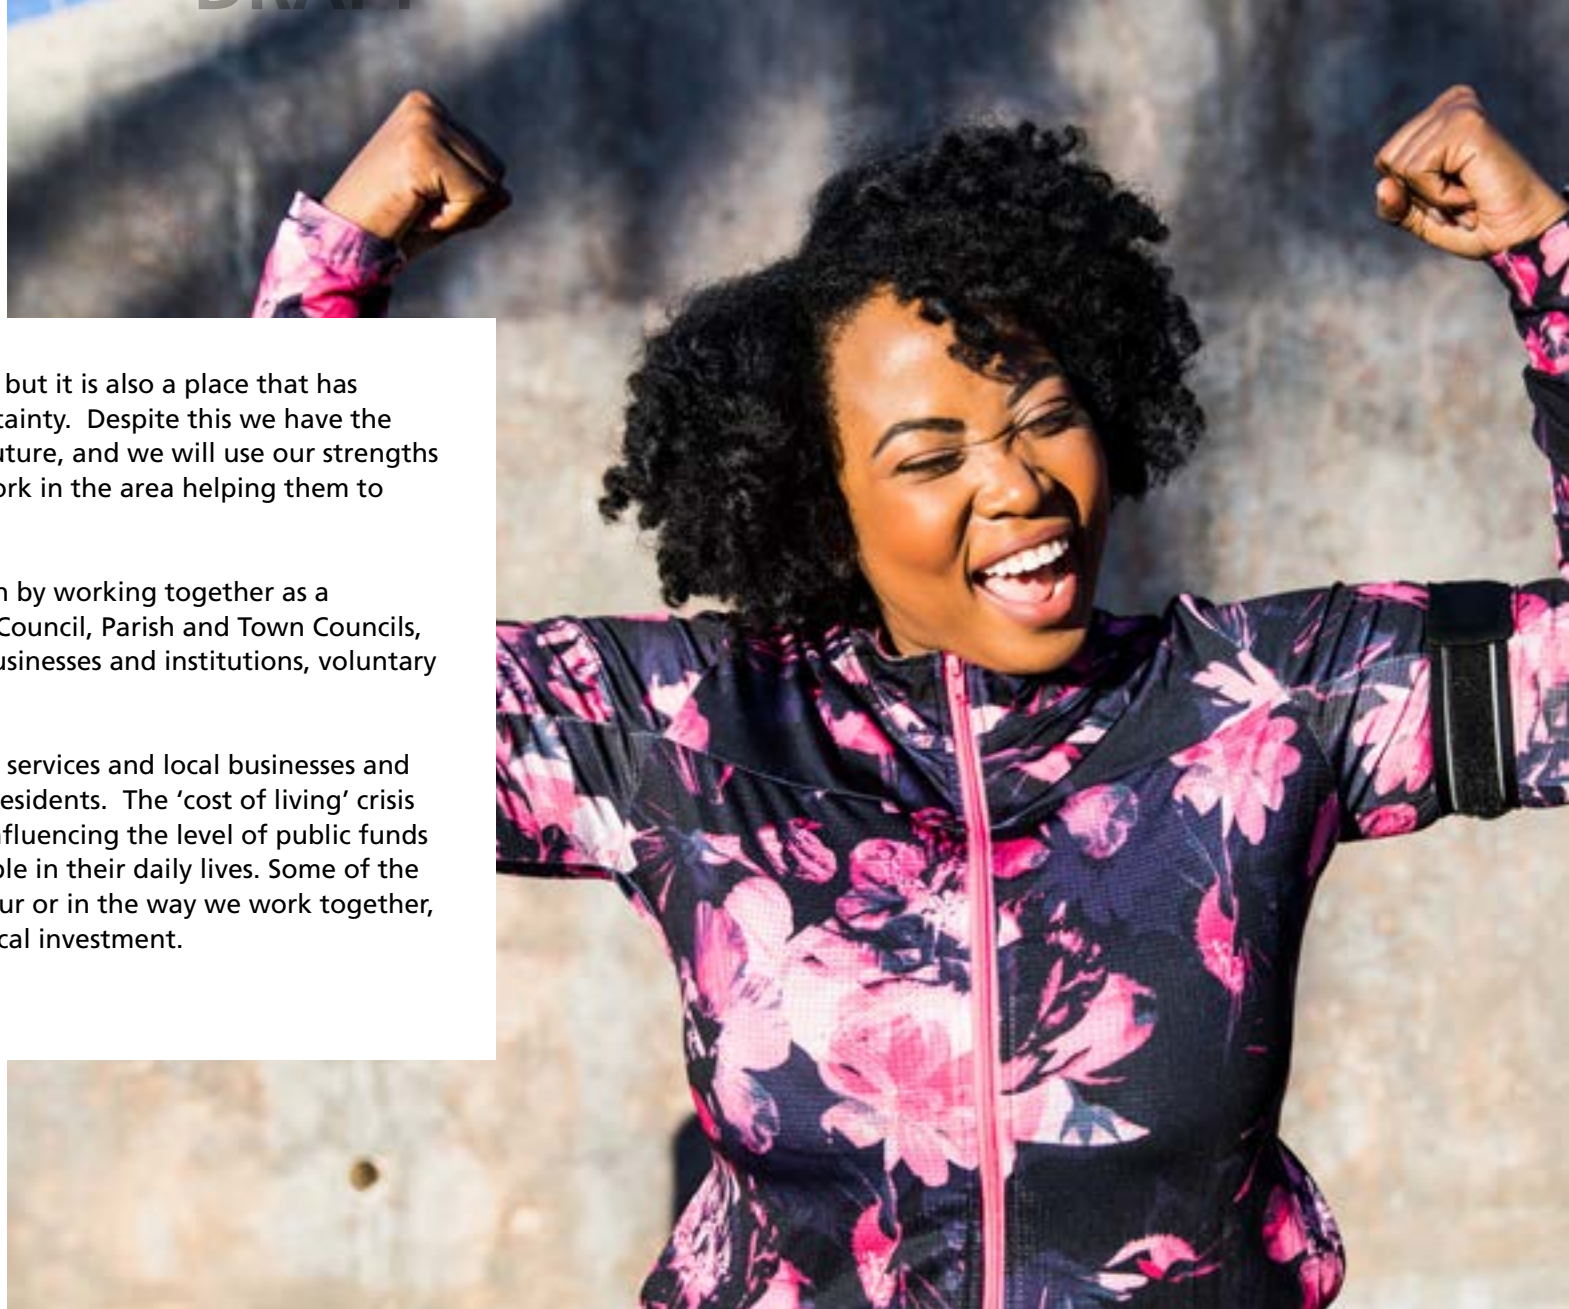 DRAFT
but it is also a place that has
tainty.  Despite this we have the
uture, and we will use our strengths
ork in the area helping them to
n by working together as a
Council, Parish and Town Councils,
usinesses and institutions, voluntary
services and local businesses and
esidents.  The ‘cost of living’ crisis
nfluencing the level of public funds
ple in their daily lives. Some of the
ur or in the way we work together,
cal investment.